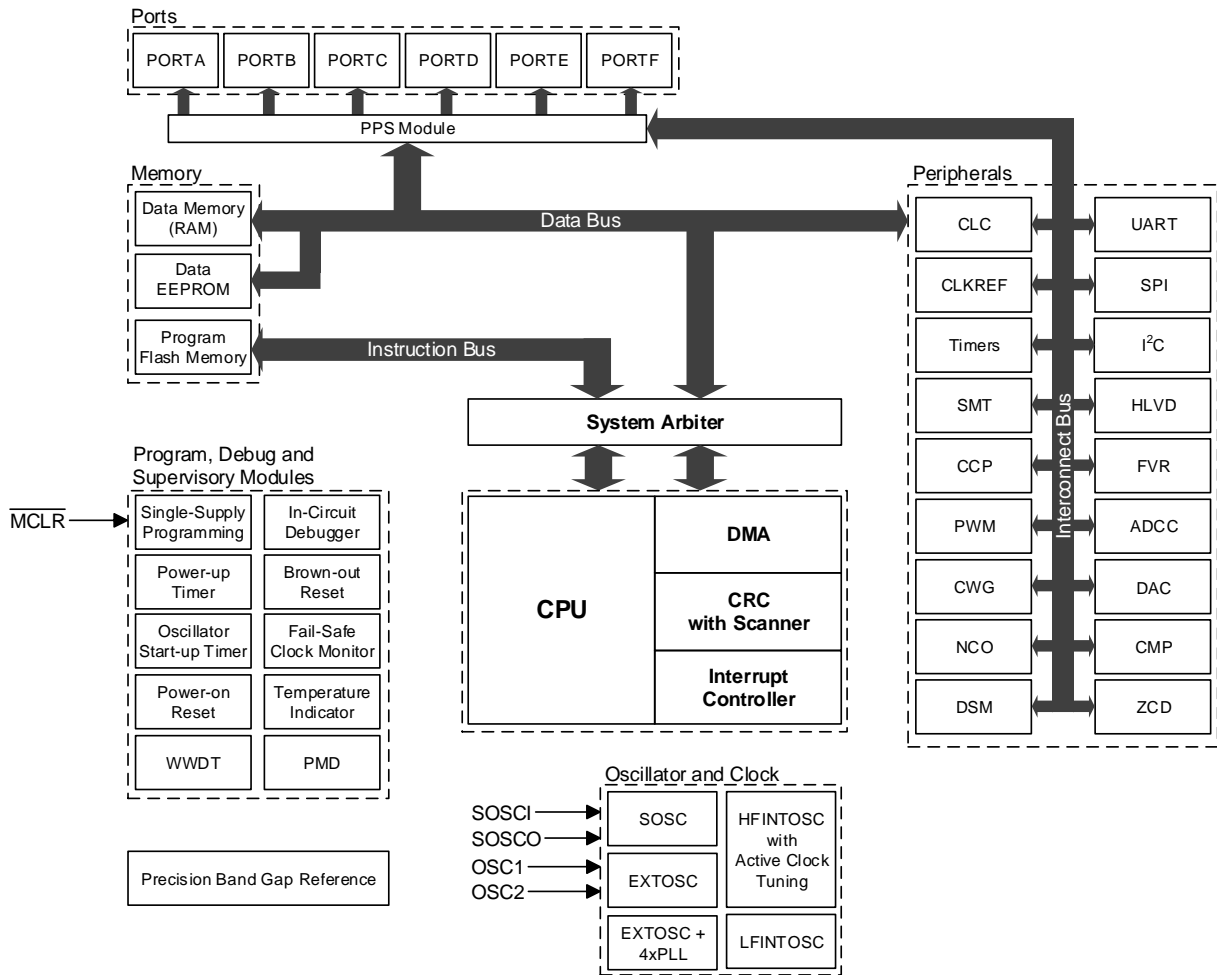 Ports
PORTA
PORTB
PORTC
PORTD
PORTE
PORTF
PPS Module
Memory
Data Memory
(RAM)
Data
EEPROM
Program
Flash Memory
Data Bus
Instruction Bus
System Arbiter
CPU
DMA
CRC
with Scanner
Interrupt
Controller
Peripherals
CLC
UART
CLKREF
SPI
Timers
I²C
SMT
HLVD
CCP
FVR
PWM
ADCC
CWG
DAC
NCO
CMP
DSM
ZCD
Interconnect Bus
Program, Debug and
Supervisory Modules
MCLR
Single-Supply
Programming
In-Circuit
Debugger
Power-up
Timer
Brown-out
Reset
Oscillator
Start-up Timer
Fail-Safe
Clock Monitor
Power-on
Reset
Temperature
Indicator
WWDT
PMD
Precision Band Gap Reference
Oscillator and Clock
SOSCI
SOSCO
OSC1
OSC2
SOSC
HFINTOSC
with
Active Clock
Tuning
EXTOSC
EXTOSC +
4xPLL
LFINTOSC